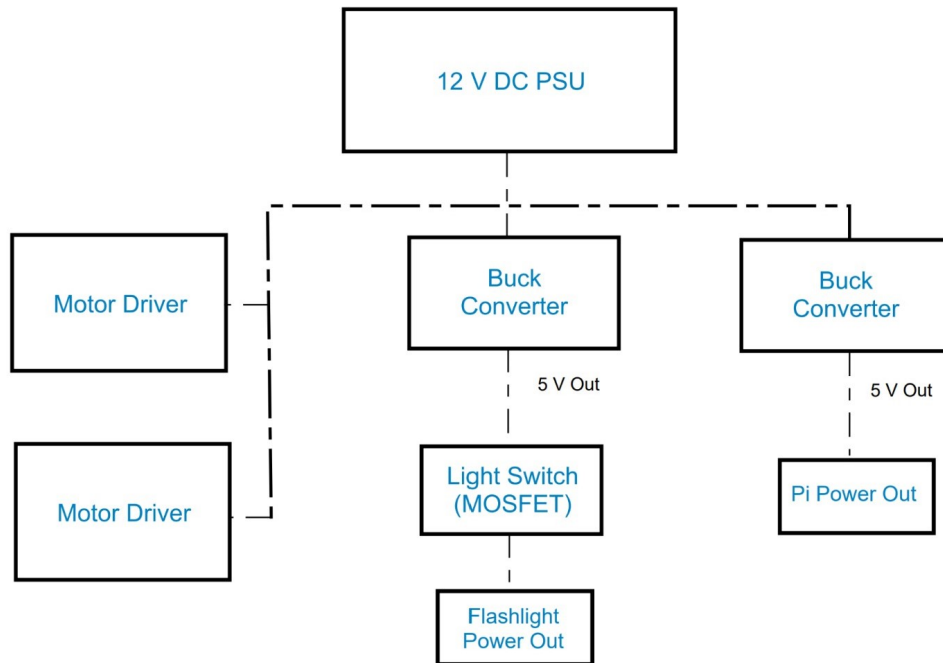 12 V DC PSU
Motor Driver
Buck
Converter
Buck
Converter
5 V Out
5 V Out
Motor Driver
Light Switch
(MOSFET)
Pi Power Out
Flashlight
Power Out